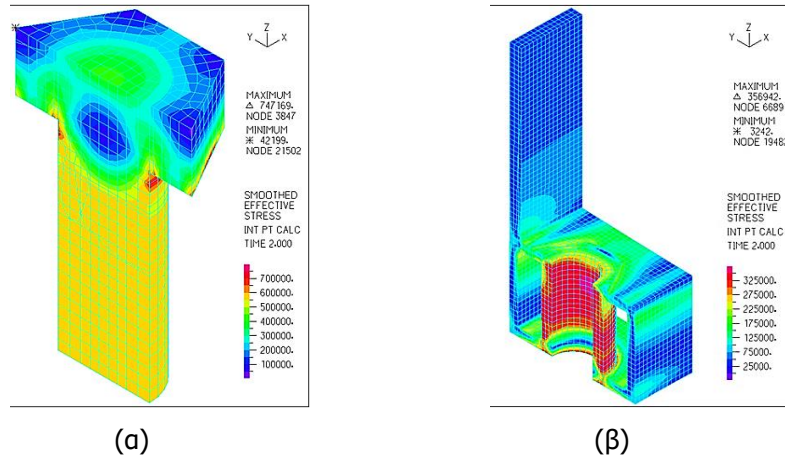 Z
Y X
MAXIMUM
Δ 747169.
NODE 3847
MINIMUM
✳ 42199.
NODE 21502
SMOOTHED
EFFECTIVE
STRESS
INT PT CALC
TIME 2.000
700000.
600000.
500000.
400000.
300000.
200000.
100000.
(α)
Z
Y X
MAXIMUM
Δ 356942.
NODE 6689
MINIMUM
✳ 3242.
NODE 1948
SMOOTHED
EFFECTIVE
STRESS
INT PT CALC
TIME 2.000
325000.
275000.
225000.
175000.
125000.
75000.
25000.
(β)